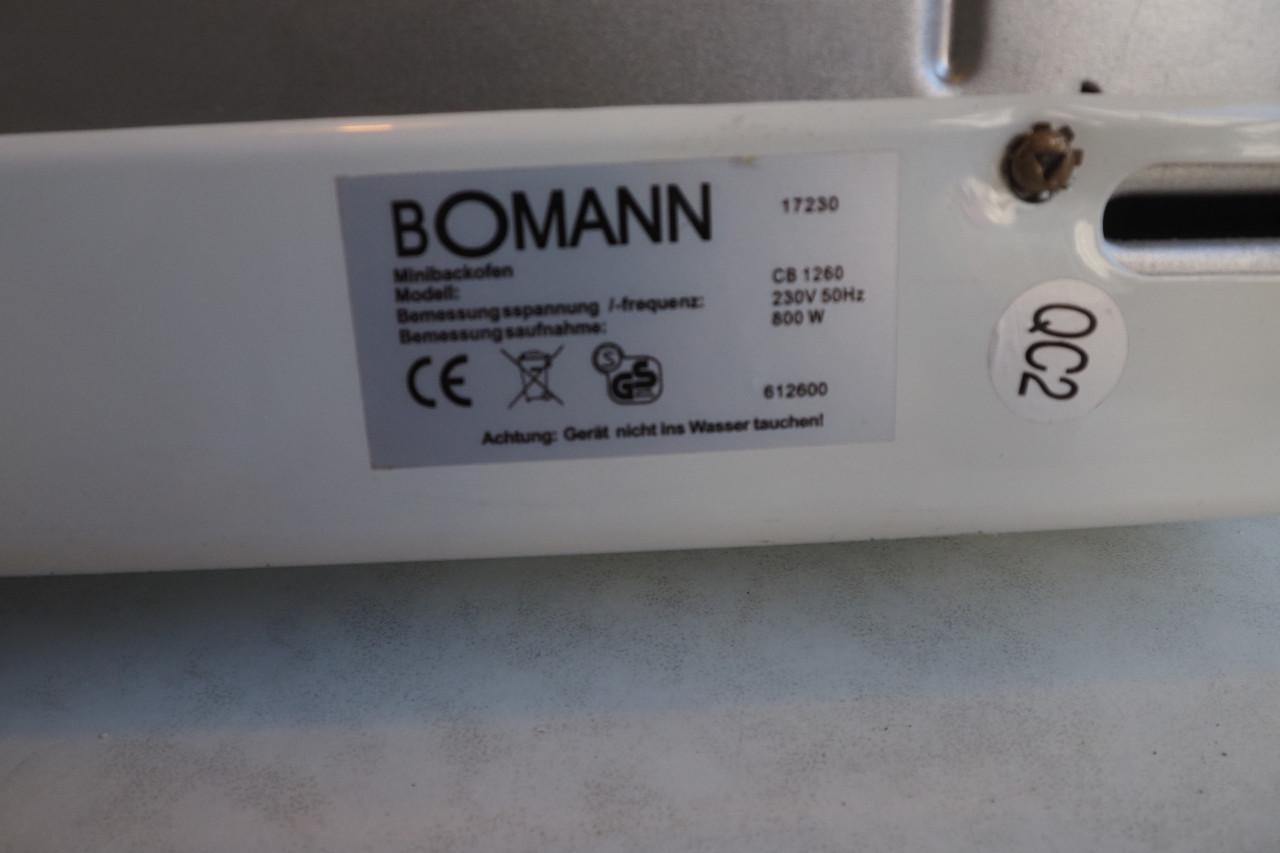 BOMANN 17230
Minibackofen
Modell: CB 1260
Bemessungsspannung /-frequenz: 230V 50Hz
Bemessungsaufnahme: 800 W
CE S GS 612600
Achtung: Gerät nicht ins Wasser tauchen!
QC2